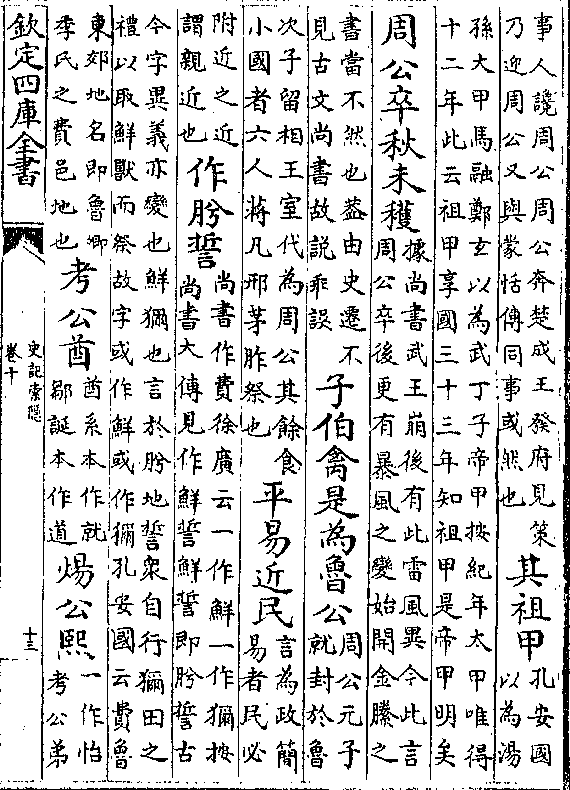 事人䜛周公周公奔楚成王發府見策
乃迎周公又與蒙恬傳同事或然也
其祖甲
孔安國以為湯
孫大甲馬融鄭玄以為武丁子帝甲按紀年太甲唯得
十二年此云祖甲享國三十三年知祖甲是帝甲明矣
周公卒秋未穫
據尚書武王崩後有此雷風異今此言
周公卒後更有暴風之變始開金縢之
書當不然也葢由史遷不
見古文尚書故說乖誤
子伯禽是為魯公
周公元子
就封於魯
次子留相王室代為周公其餘食
小國者六人蔣凡邢茅胙祭也
平易近民
言為政簡
易者民必
附近之近
謂親近也
作肹誓
尚書作費徐廣云一作鮮一作獮按
尚書大傳見作鮮誓鮮誓即肹誓古
今字異義亦變也鮮獮也言於肹地誓衆自行獮田之
禮以取鮮獸而祭故字或作鮮或作獮孔安國云費魯
東郊地名即魯卿
季氏之費邑地也
考公酋
酋系本作就
鄒誕本作遒
煬公熙
一作怡
考公弟
欽定四庫全書
史記索隱
卷十
十三